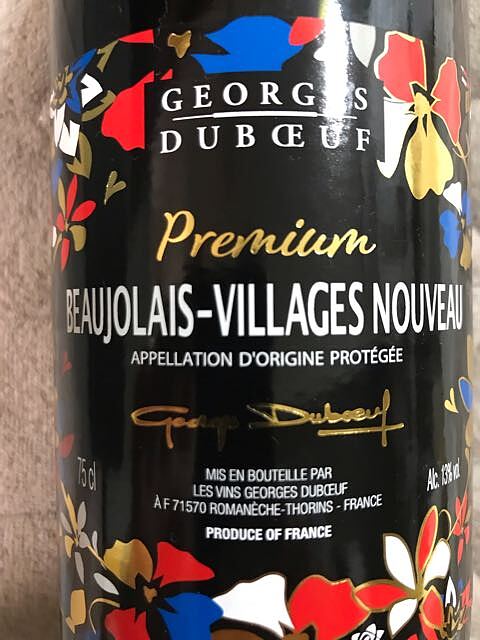 GEORGES
DUBŒUF
Premium
BEAUJOLAIS-VILLAGES NOUVEAU
APPELLATION D'ORIGINE PROTÉGÉE
Georges Dubœuf
75 cl
Alc. 13% vol
MIS EN BOUTEILLE PAR
LES VINS GEORGES DUBŒUF
À F 71570 ROMANÈCHE-THORINS - FRANCE
PRODUCE OF FRANCE